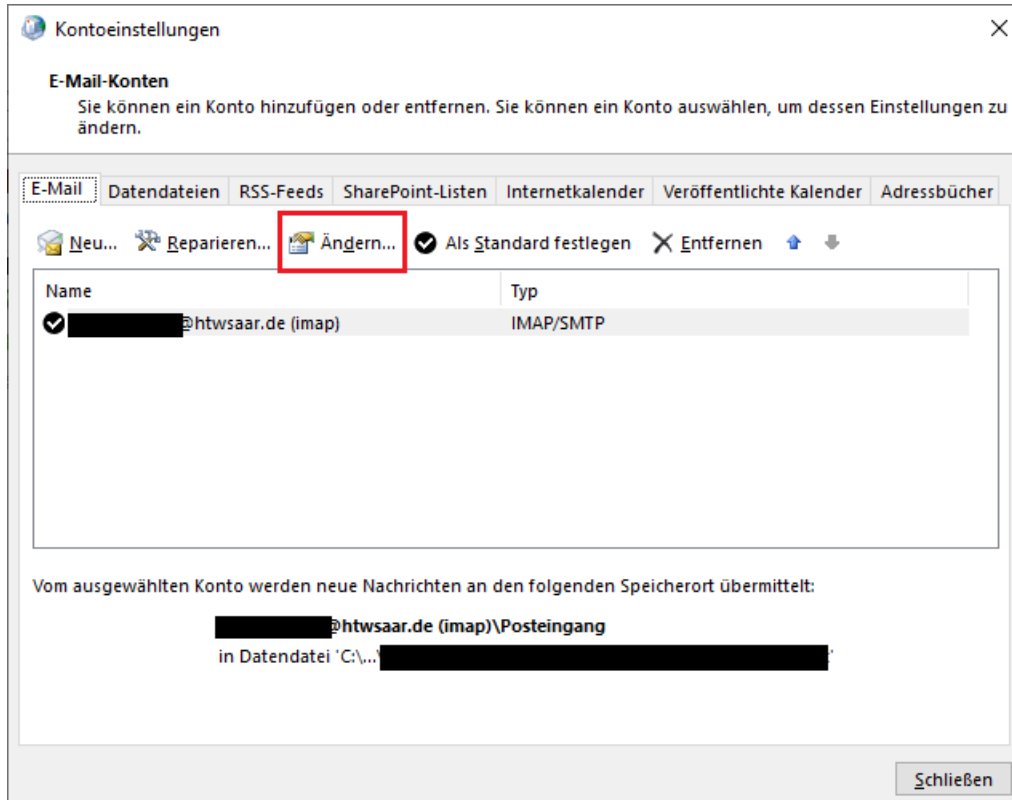 Kontoeinstellungen
E-Mail-Konten
Sie können ein Konto hinzufügen oder entfernen. Sie können ein Konto auswählen, um dessen Einstellungen zu
ändern.
E-Mail Datendateien RSS-Feeds SharePoint-Listen Internetkalender Veröffentlichte Kalender Adressbücher
Neu... Reparieren... Ändern... Als Standard festlegen Entfernen
Name Typ
@htwsaar.de (imap) IMAP/SMTP
Vom ausgewählten Konto werden neue Nachrichten an den folgenden Speicherort übermittelt:
@htwsaar.de (imap)\Posteingang
in Datendatei 'C:\...\
Schließen